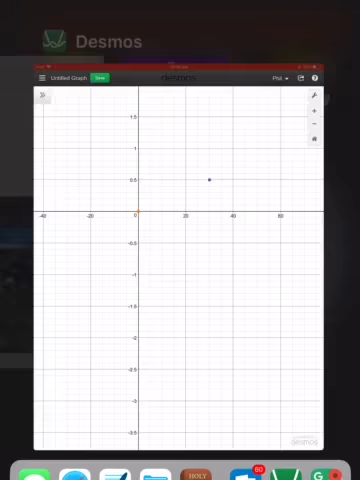 Desmos
Untitled Graph Save desmos Phil
1.5
1
0.5
-40 -20 0 20 40 60
-0.5
-1
-1.5
-2
-2.5
-3
-3.5
desmos
HOLY
60
G